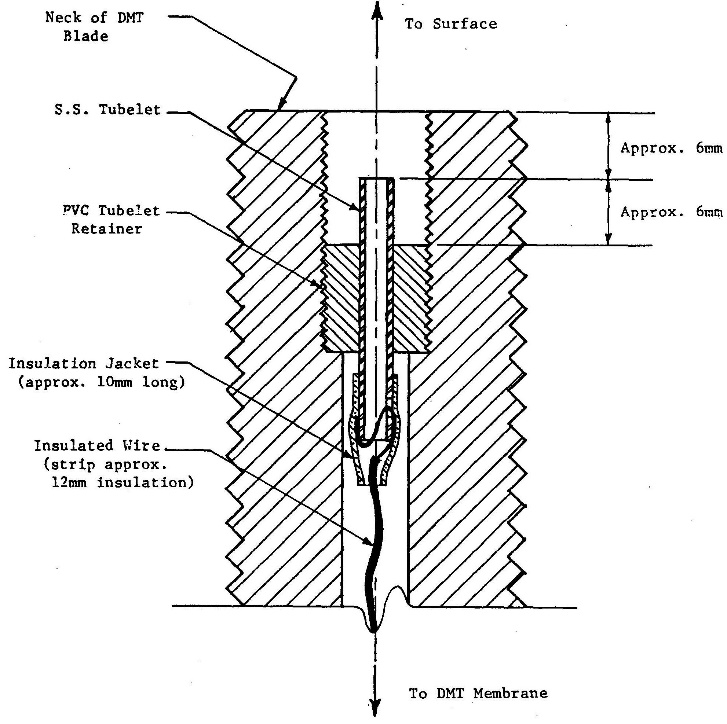 Neck of DMT
Blade
To Surface
S.S. Tubelet
Approx. 6mm
PVC Tubelet
Retainer
Approx. 6mm
Insulation Jacket
(approx. 10mm long)
Insulated Wire
(strip approx.
12mm insulation)
To DMT Membrane